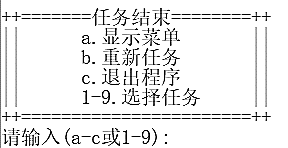 ++=======任务结束========++
|| a.显示菜单 ||
|| b.重新任务 ||
|| c.退出程序 ||
|| 1-9.选择任务 ||
++=======================++
请输入(a-c或1-9):